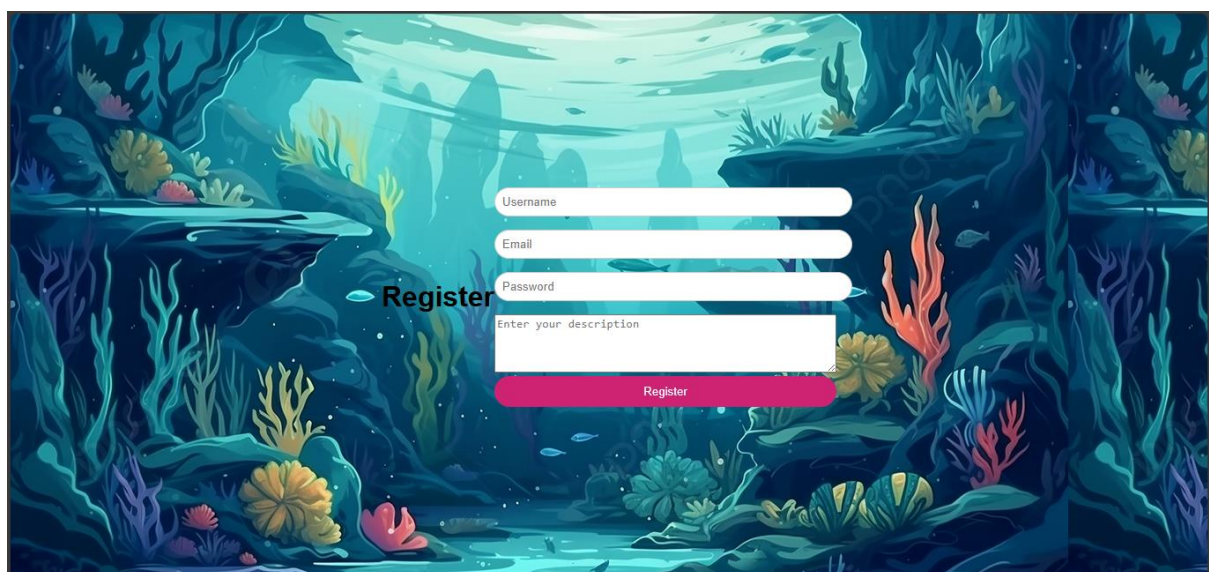 Username
Email
Password
Register
Enter your description
Register